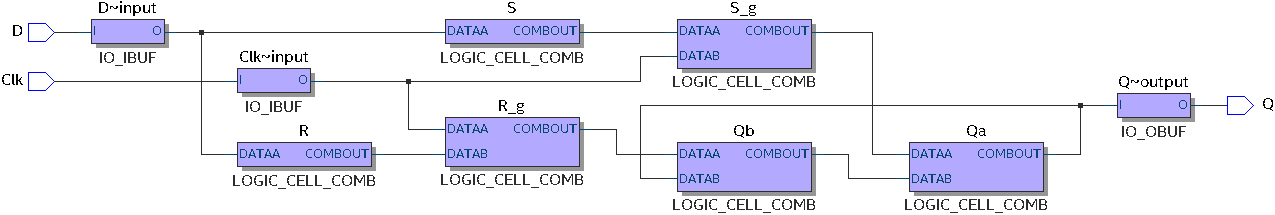 D
D~input
I O
IO_IBUF
S
DATAA COMBOUT
LOGIC_CELL_COMB
S_g
DATAA COMBOUT
DATAB
LOGIC_CELL_COMB
Clk
Clk~input
I O
IO_IBUF
R_g
DATAA COMBOUT
DATAB
LOGIC_CELL_COMB
R
DATAA COMBOUT
LOGIC_CELL_COMB
Qb
DATAA COMBOUT
DATAB
LOGIC_CELL_COMB
Qa
DATAA COMBOUT
DATAB
LOGIC_CELL_COMB
Q~output
I O
IO_OBUF
Q